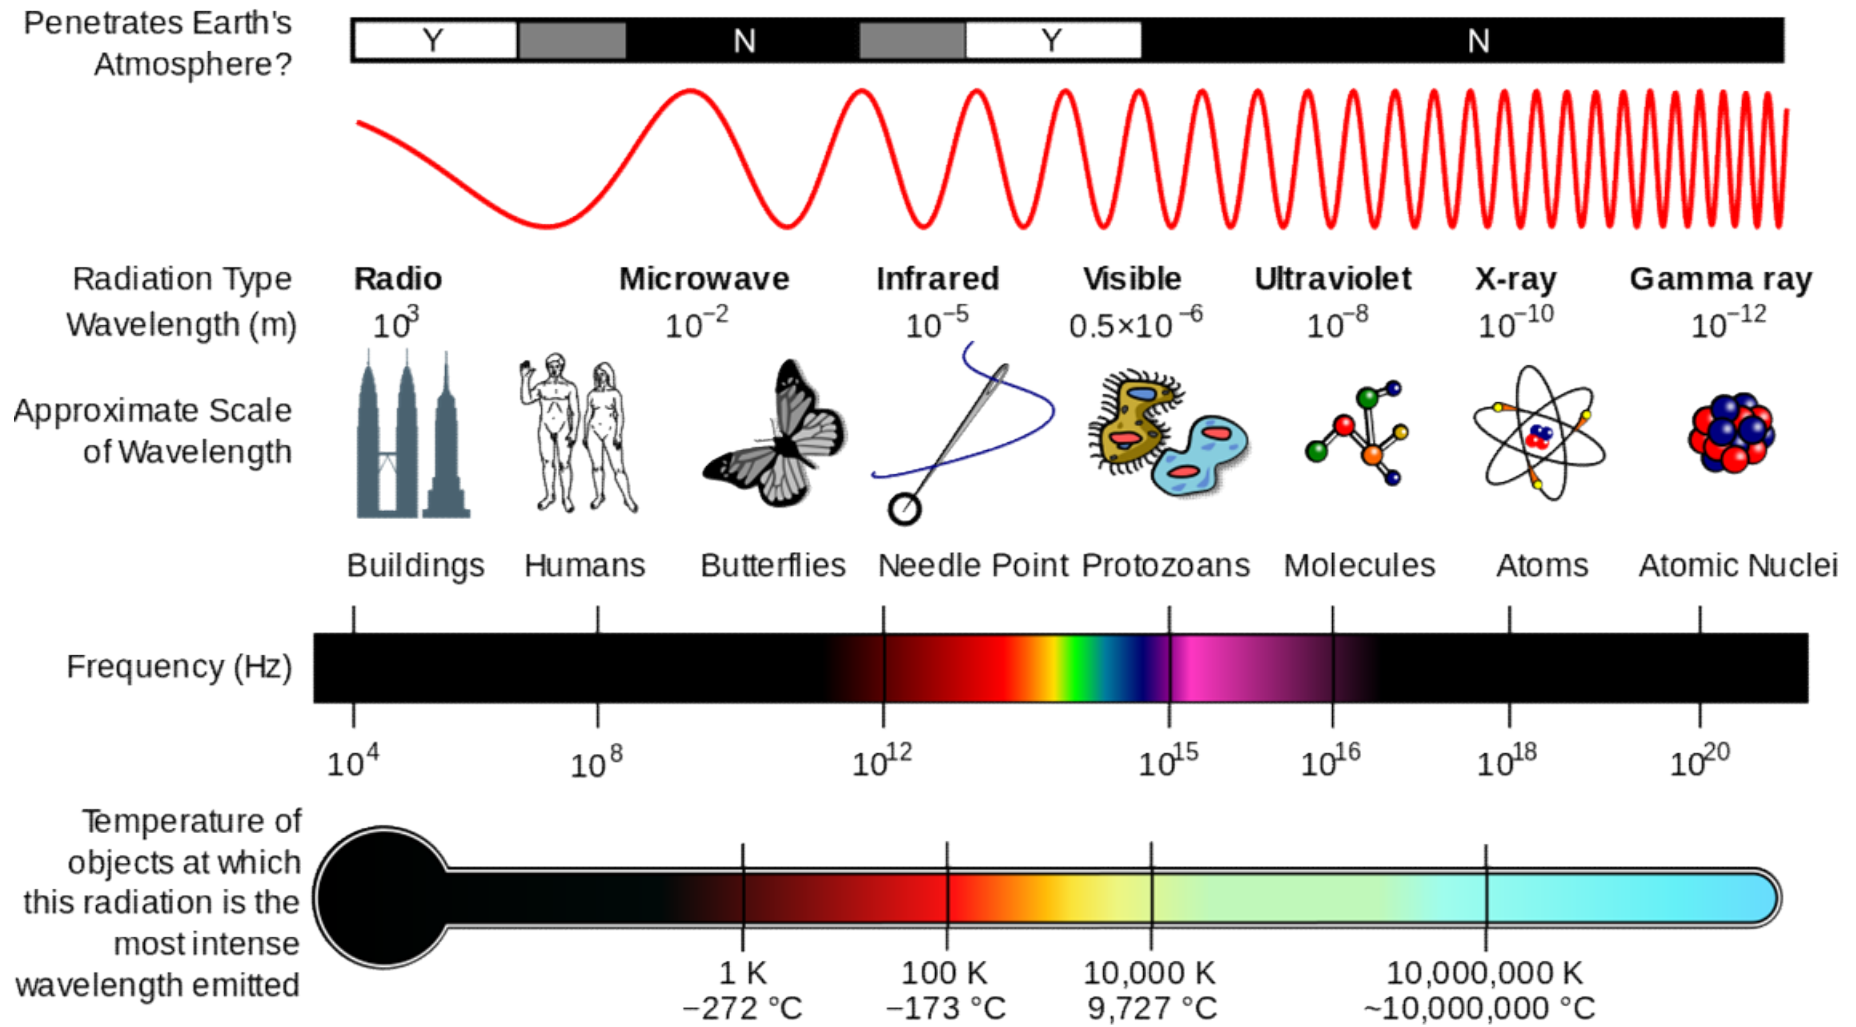 Penetrates Earth's
Atmosphere?
Y N Y N
Radiation Type
Radio Microwave Infrared Visible Ultraviolet X-ray Gamma ray
Wavelength (m)
10³ 10⁻² 10⁻⁵ 0.5×10⁻⁶ 10⁻⁸ 10⁻¹⁰ 10⁻¹²
Approximate Scale
of Wavelength
Buildings Humans Butterflies Needle Point Protozoans Molecules Atoms Atomic Nuclei
Frequency (Hz)
10⁴ 10⁸ 10¹² 10¹⁵ 10¹⁶ 10¹⁸ 10²⁰
Temperature of
objects at which
this radiation is the
most intense
wavelength emitted
1 K 100 K 10,000 K 10,000,000 K
−272 °C −173 °C 9,727 °C ~10,000,000 °C